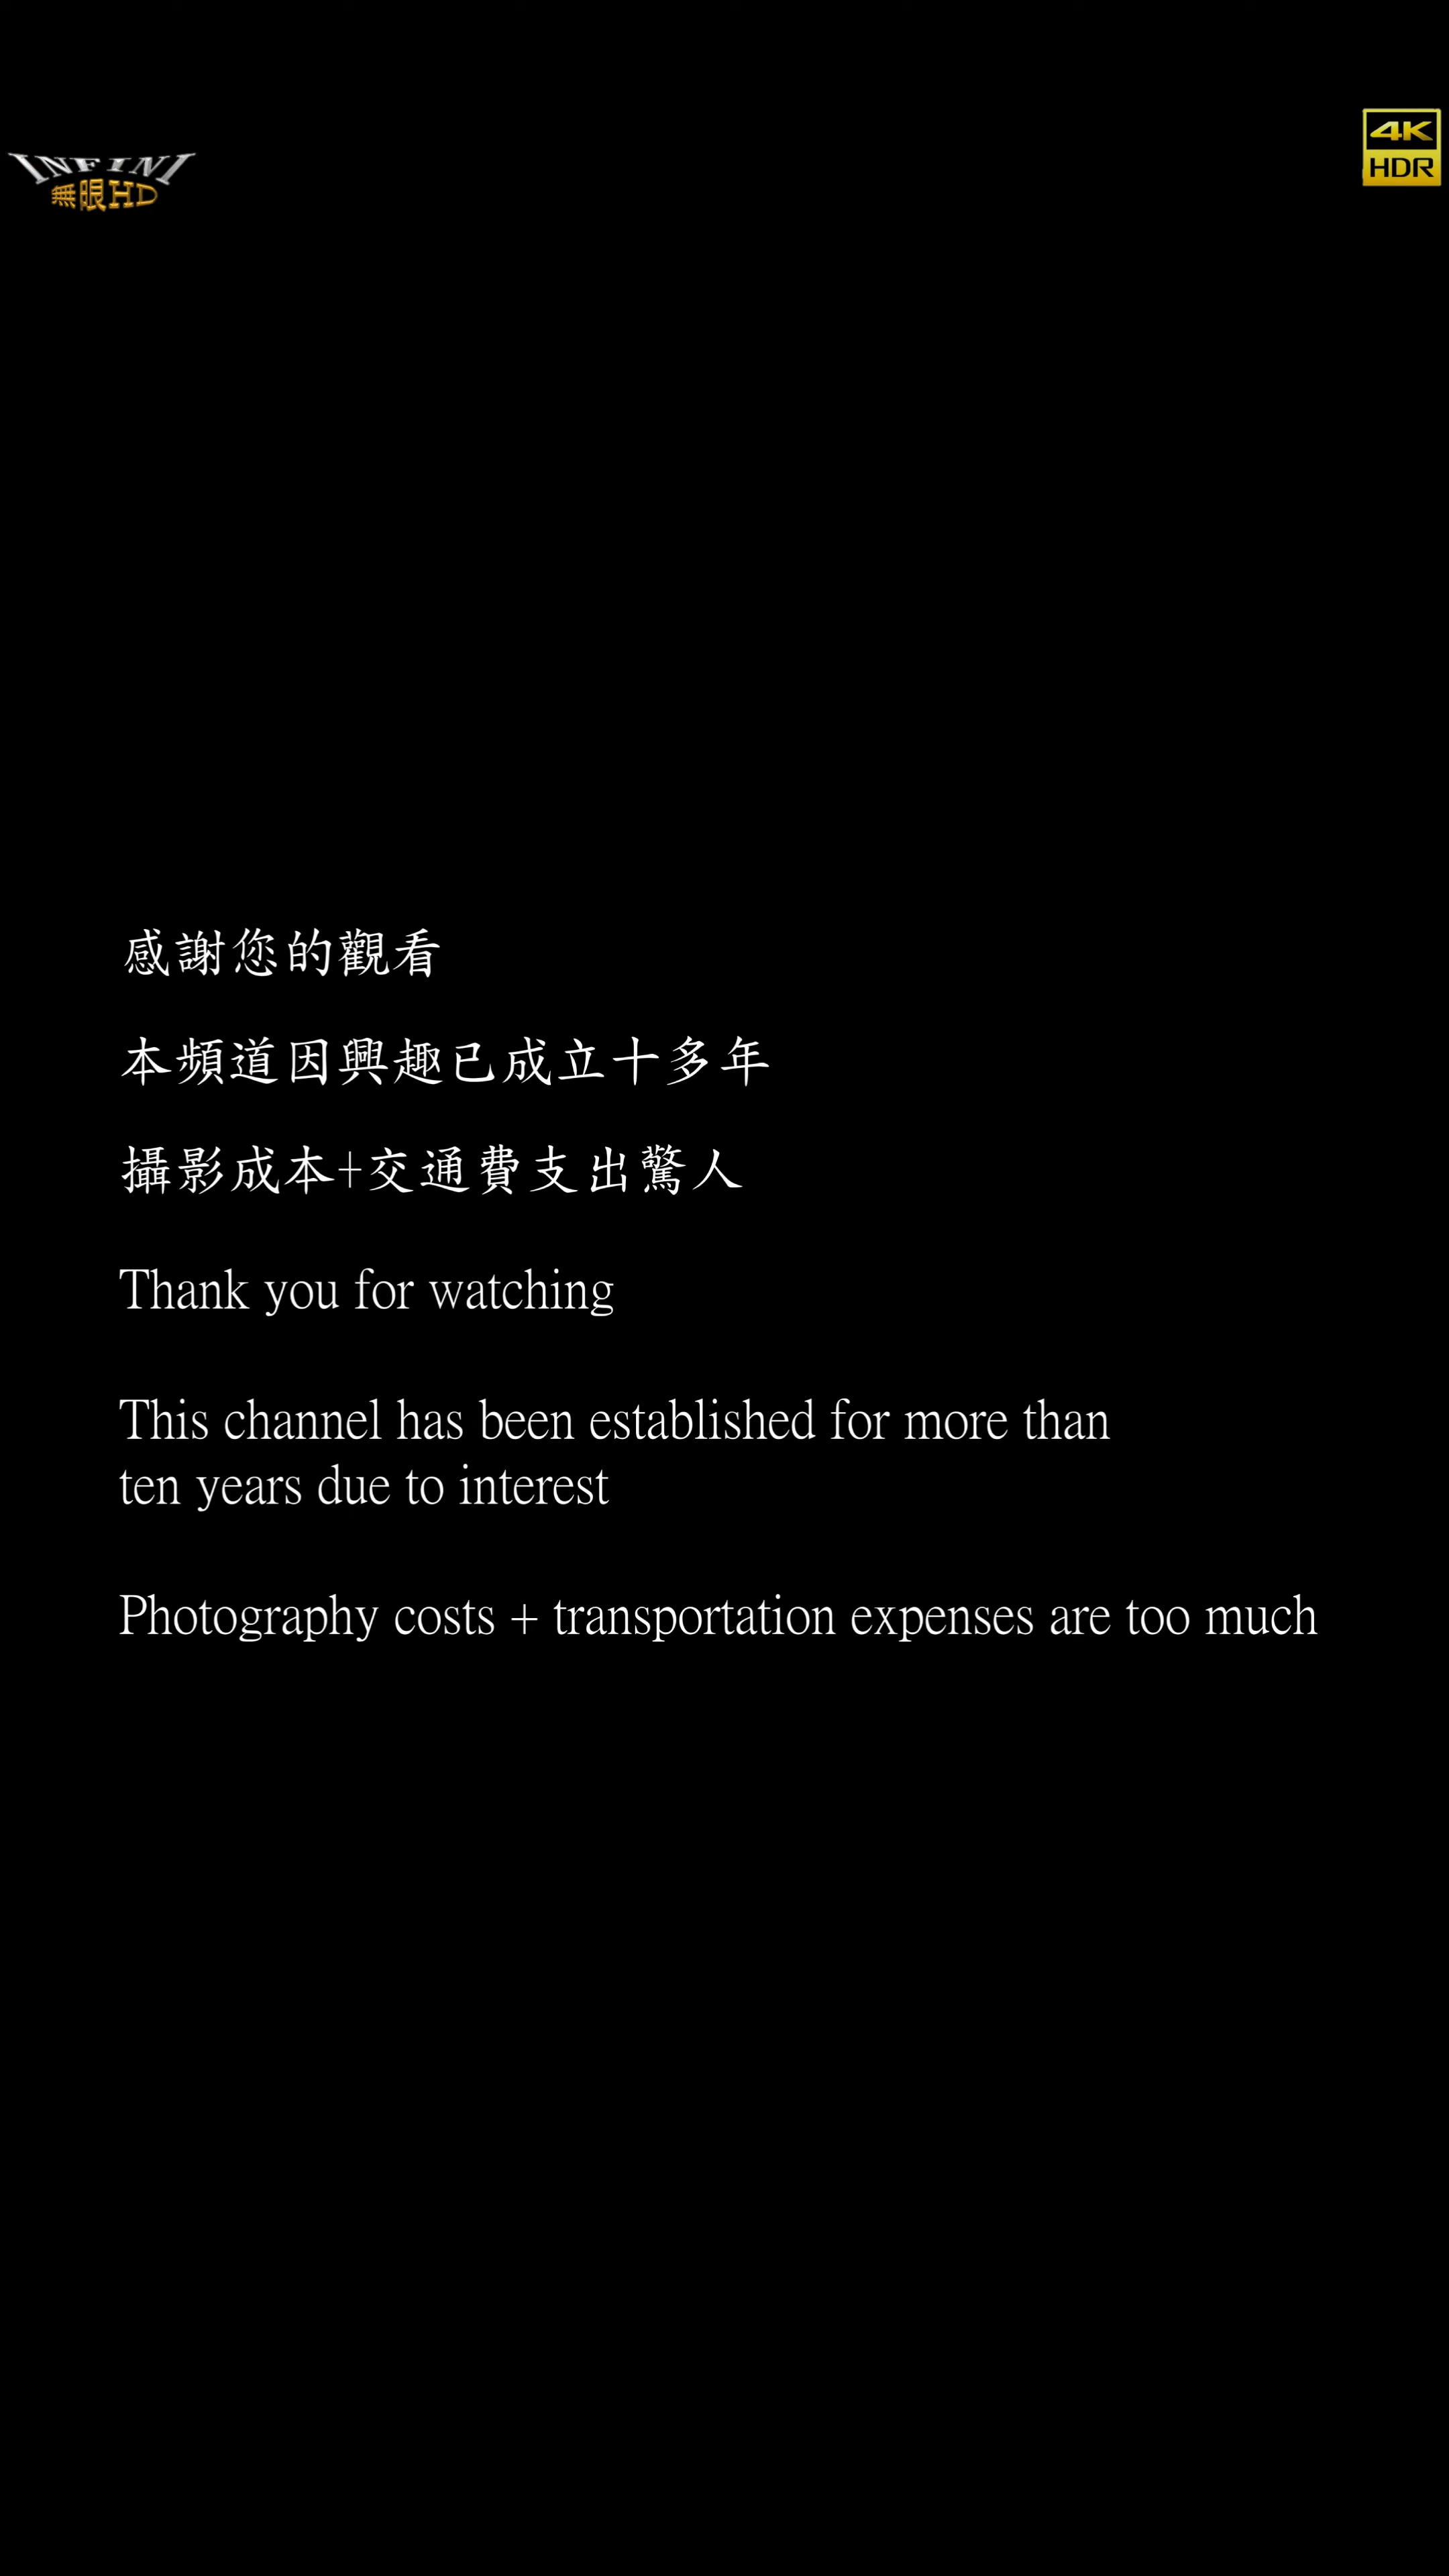 INFINI
無限HD
4K
HDR
感謝您的觀看
本頻道因興趣已成立十多年
攝影成本+交通費支出驚人
Thank you for watching
This channel has been established for more than
ten years due to interest
Photography costs + transportation expenses are too much